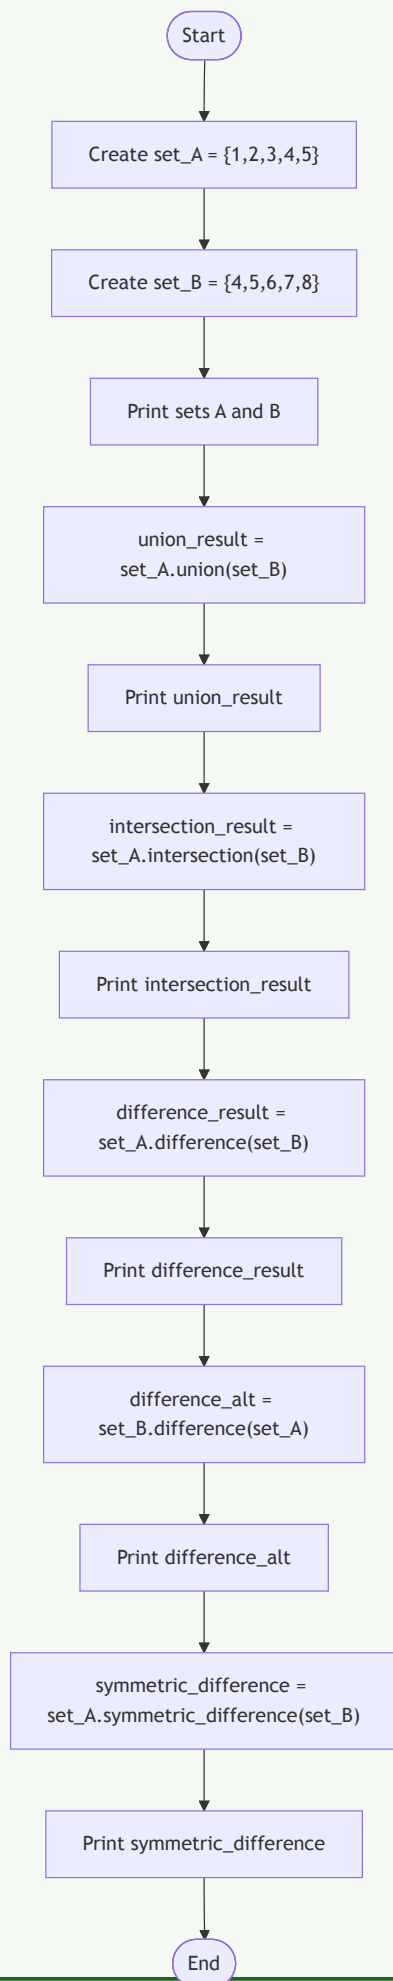 Start
Create set_A = {1,2,3,4,5}
Create set_B = {4,5,6,7,8}
Print sets A and B
union_result =
set_A.union(set_B)
Print union_result
intersection_result =
set_A.intersection(set_B)
Print intersection_result
difference_result =
set_A.difference(set_B)
Print difference_result
difference_alt =
set_B.difference(set_A)
Print difference_alt
symmetric_difference =
set_A.symmetric_difference(set_B)
Print symmetric_difference
End